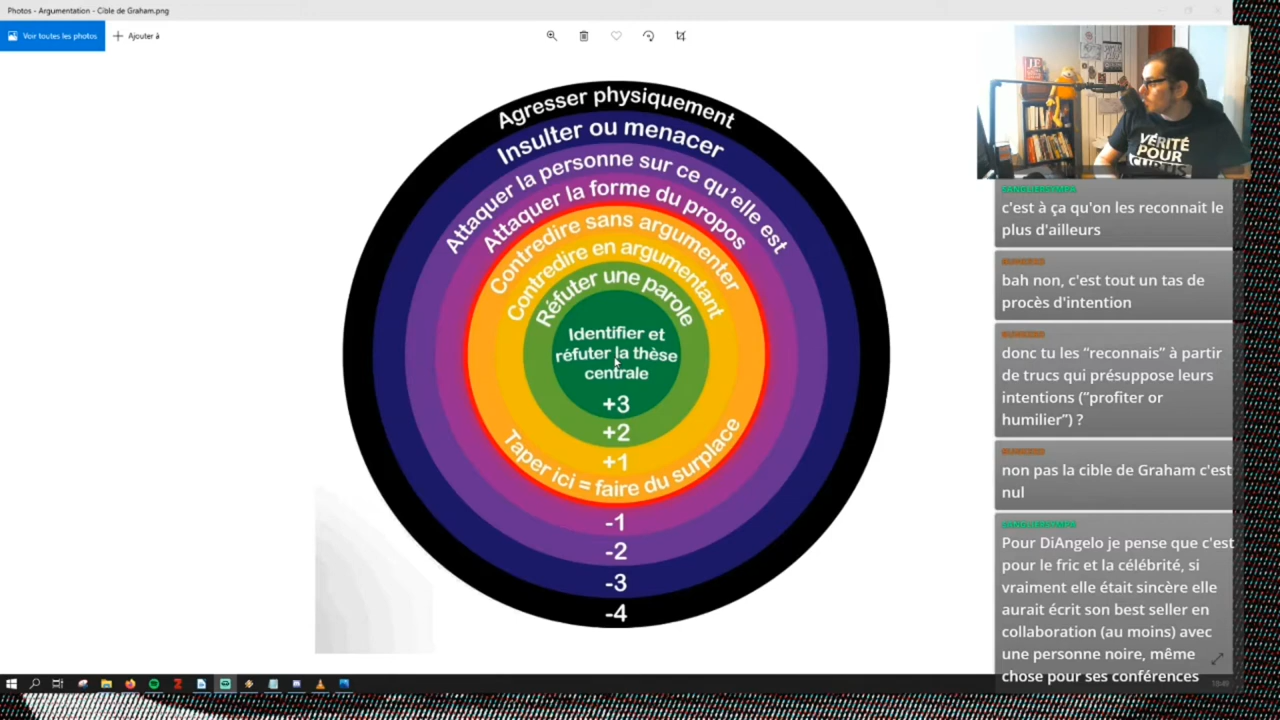 Photos - Argumentation - Cible de Graham.png
Voir toutes les photos
Ajouter à
Agresser physiquement
Insulter ou menacer
Attaquer la personne sur ce qu'elle est
Attaquer la forme du propos
Contredire sans argumenter
Contredire en argumentant
Réfuter une parole
Identifier et
réfuter la thèse
centrale
+3
+2
+1
Taper ici = faire du surplace
-1
-2
-3
-4
JE
VÉRITÉ
POUR
c'est à ça qu'on les reconnait le
plus d'ailleurs
bah non, c'est tout un tas de
procès d'intention
donc tu les “reconnais” à partir
de trucs qui présuppose leurs
intentions (“profiter or
humilier”) ?
non pas la cible de Graham c'est
nul
Pour DiAngelo je pense que c'est
pour le fric et la célébrité, si
vraiment elle était sincère elle
aurait écrit son best seller en
collaboration (au moins) avec
une personne noire, même
chose pour ses conférences